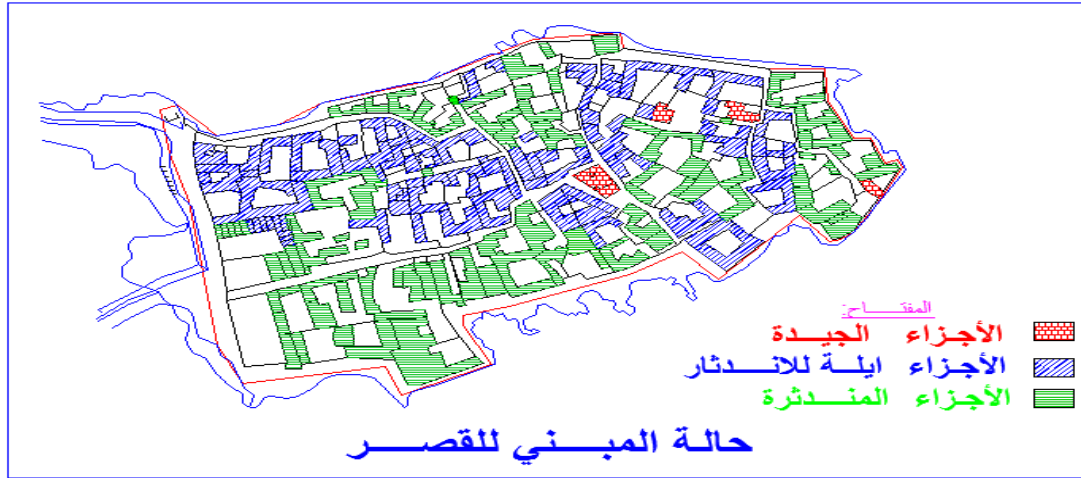 المفتاح:
الأجزاء الجيدة
الأجزاء ايلة للاندثار
الأجزاء المندثرة
حالة المبني للقصر